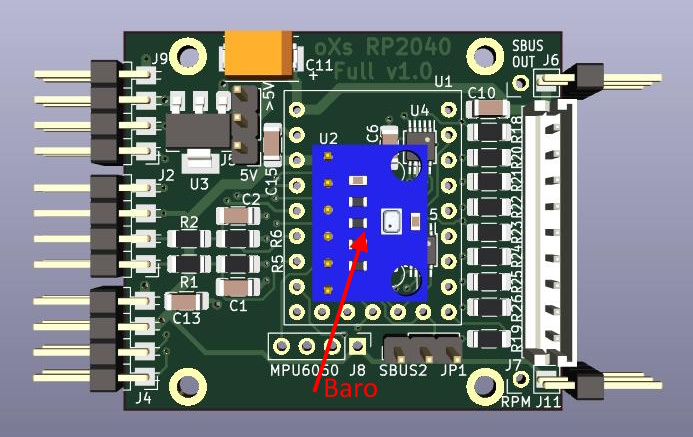 oXs RP2040
Full v1.0
SBUS
OUT
J6
J9
C11
+
>5V
U1
C10
U4
C6
U2
J5
5V
C15
U3
J2
C2
R2
R6
R5
R1
C1
C13
R18
R20
R21
R22
R23
R24
R25
R26
R19
5
J4
MPU6050
J8
SBUS2
JP1
J7
RPM
J11
Baro